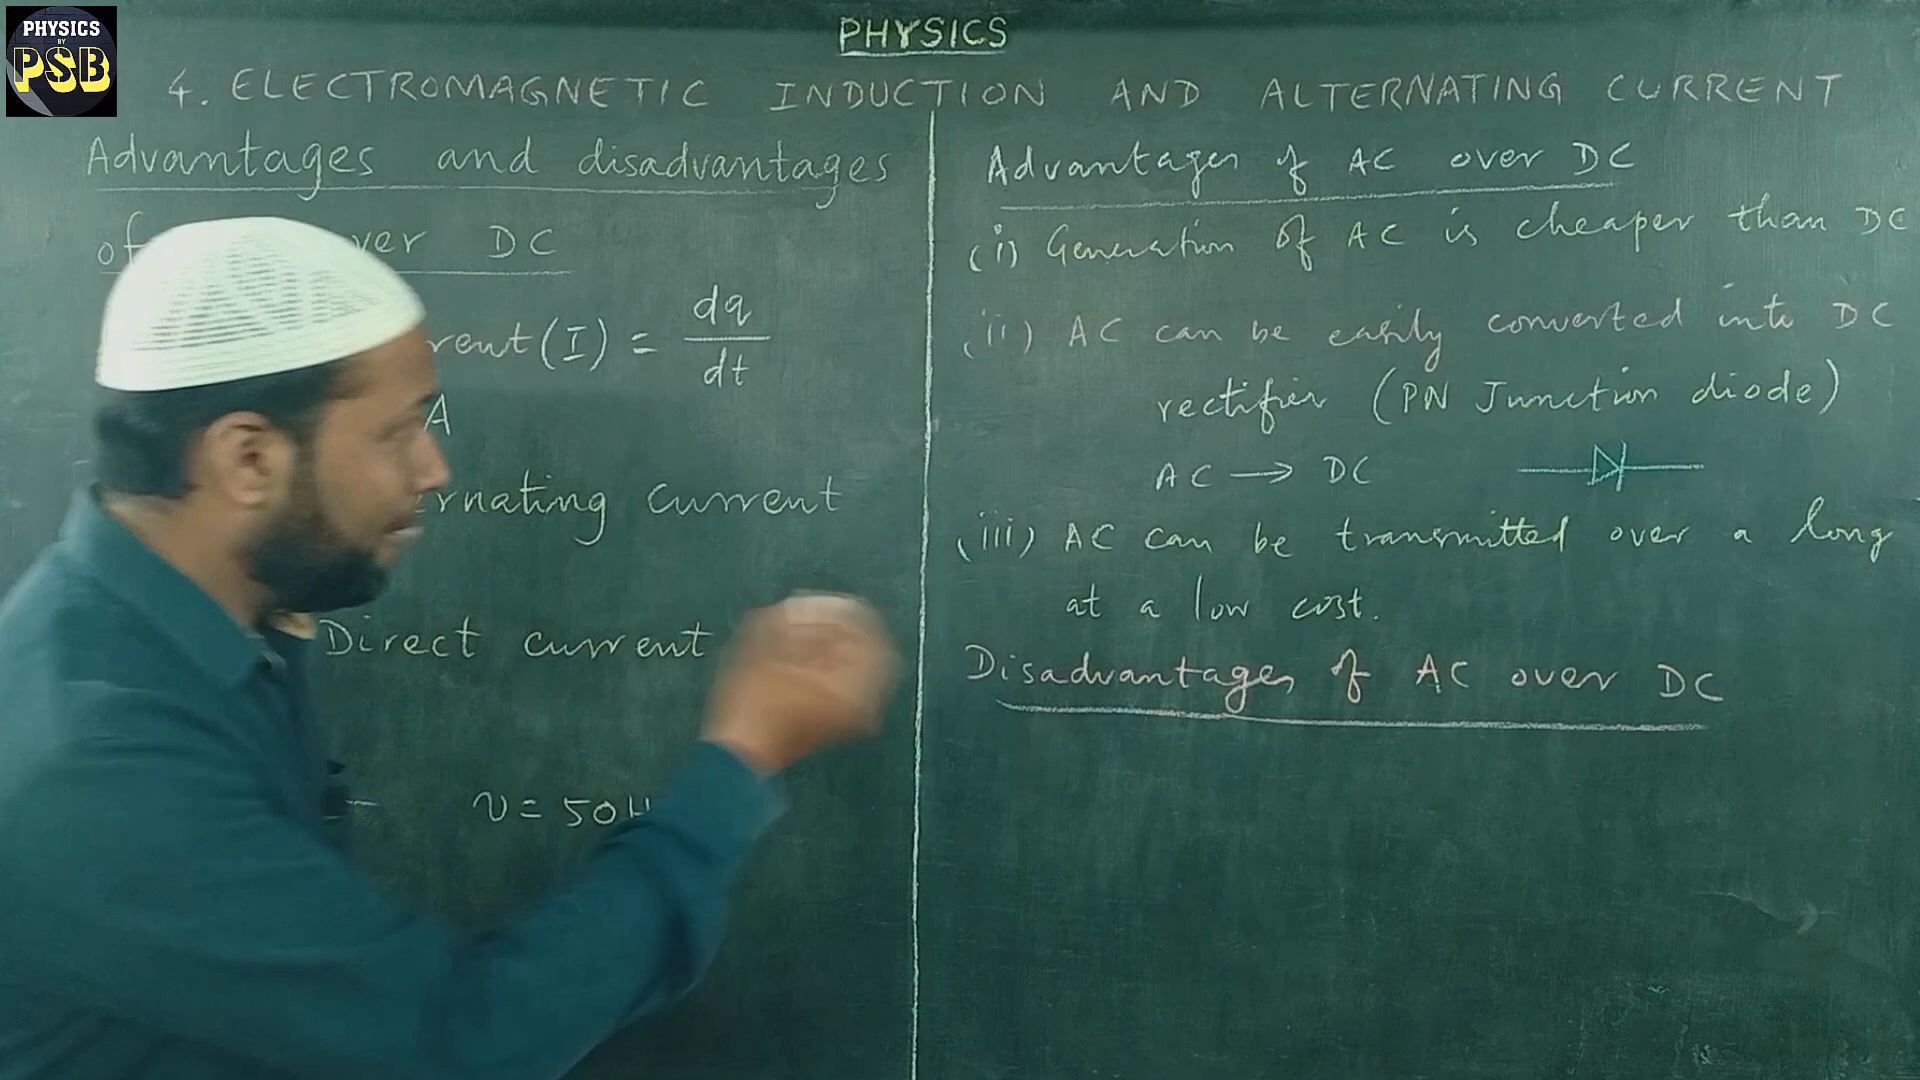 PHYSICS
BY
PSB
PHYSICS
4. ELECTROMAGNETIC INDUCTION AND ALTERNATING CURRENT
Advantages and disadvantages
of ver DC
rent (I) = dq
dt
A
rnating current
Direct current
ν = 50H
Advantages of AC over DC
(i) Generation of AC is cheaper than DC
(ii) AC can be easily converted into DC
rectifier (PN Junction diode)
AC → DC
(iii) AC can be transmitted over a long
at a low cost.
Disadvantages of AC over DC